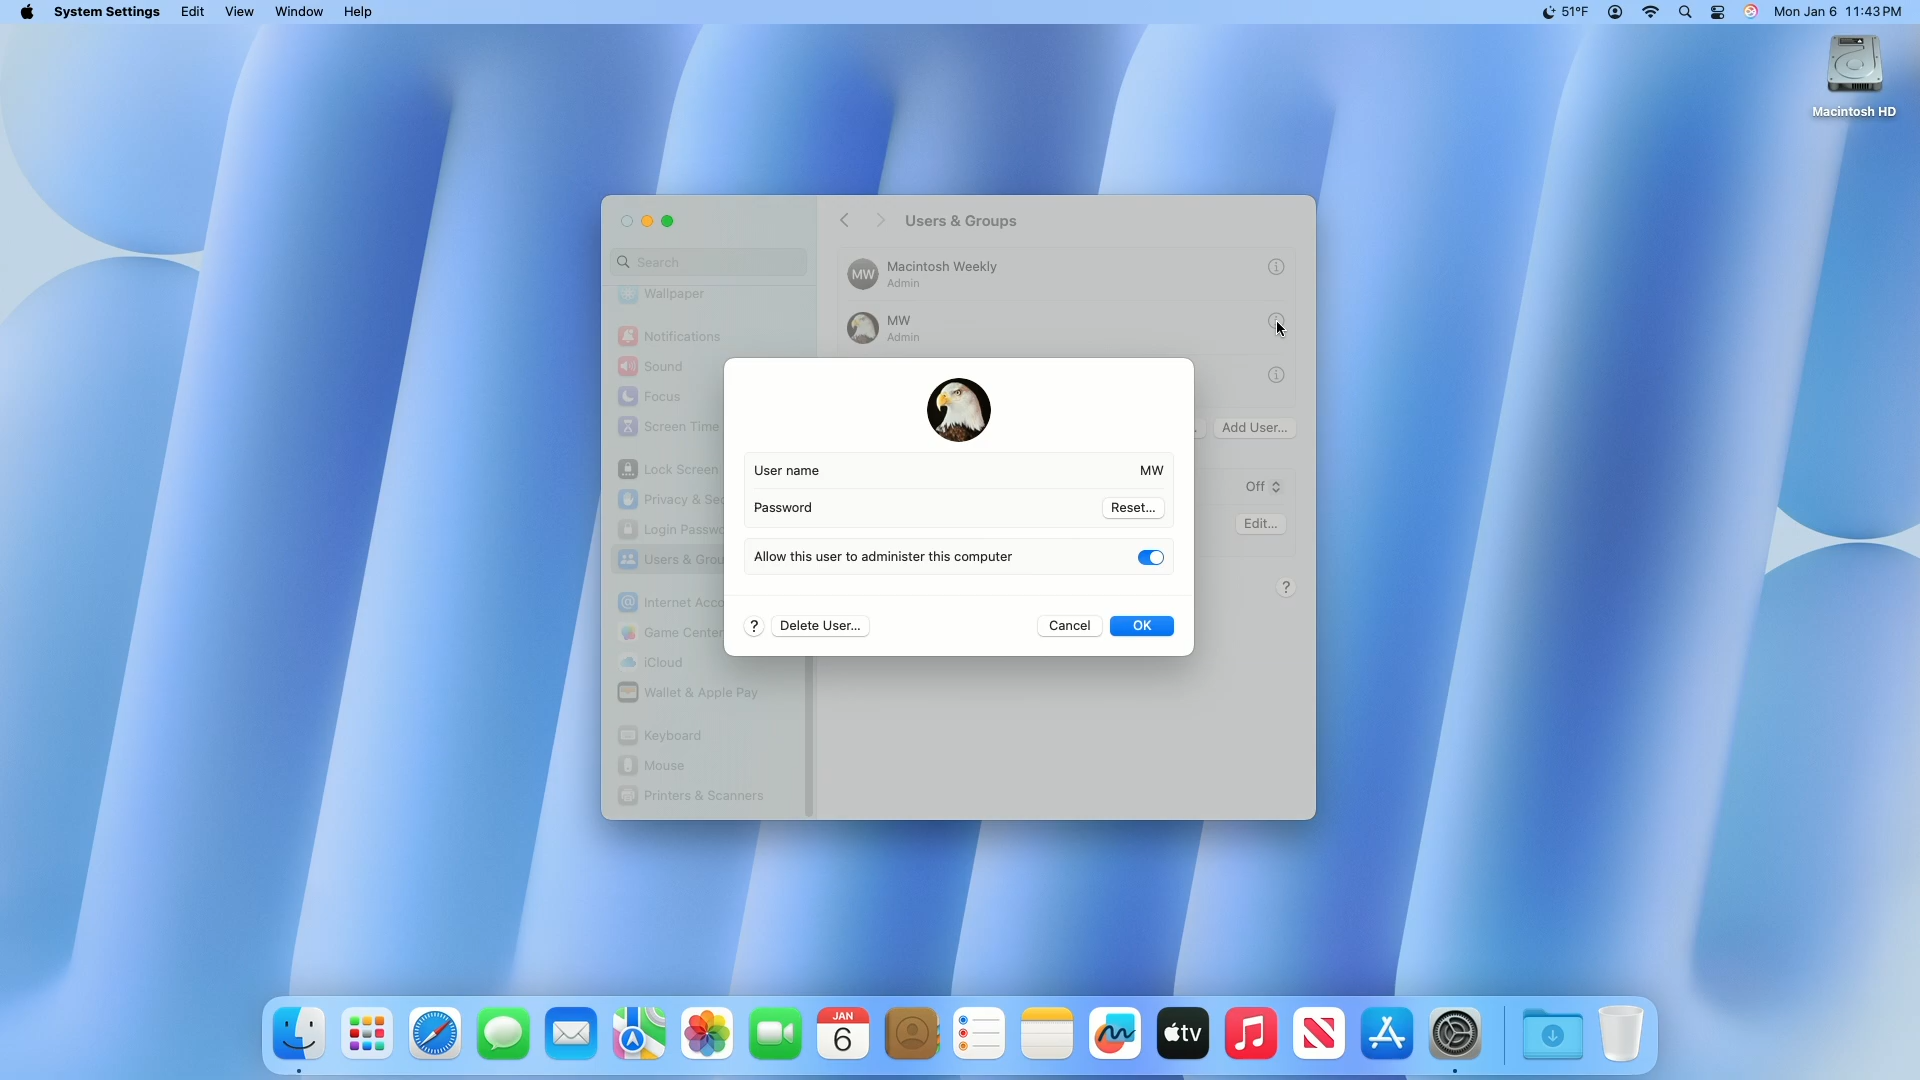 System Settings Edit View Window Help
51°F Mon Jan 6 11:43 PM
Macintosh HD
Search
Wallpaper
Notifications
Sound
Focus
Screen Time
Lock Screen
Privacy & Sec
Login Passwo
Users & Grou
Internet Acco
Game Center
iCloud
Wallet & Apple Pay
Keyboard
Mouse
Printers & Scanners
Users & Groups
MW
Macintosh Weekly
Admin
MW
Admin
Add User...
Off
Edit...
?
User name MW
Password Reset...
Allow this user to administer this computer
? Delete User... Cancel OK
JAN
6
tv